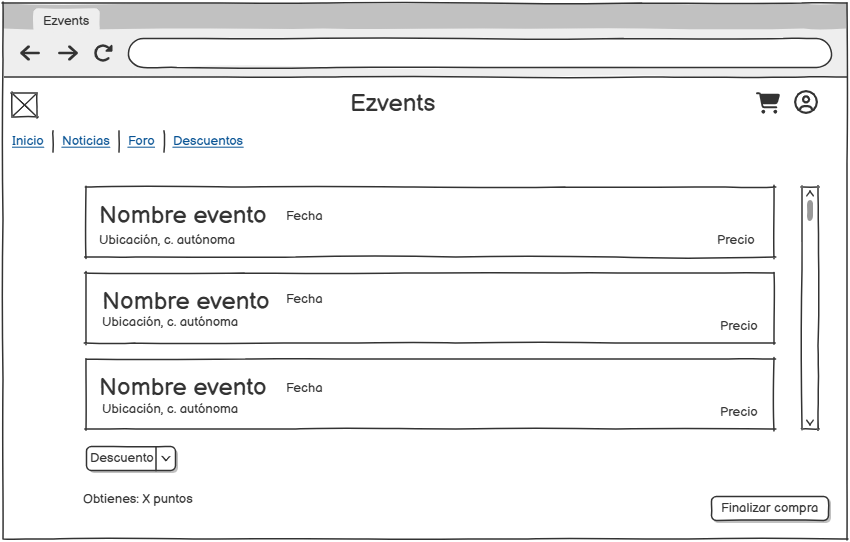 Ezvents
Ezvents
Inicio Noticias Foro Descuentos
Nombre evento Fecha
Ubicación, c. autónoma Precio
Nombre evento Fecha
Ubicación, c. autónoma Precio
Nombre evento Fecha
Ubicación, c. autónoma Precio
Descuento
Obtienes: X puntos
Finalizar compra